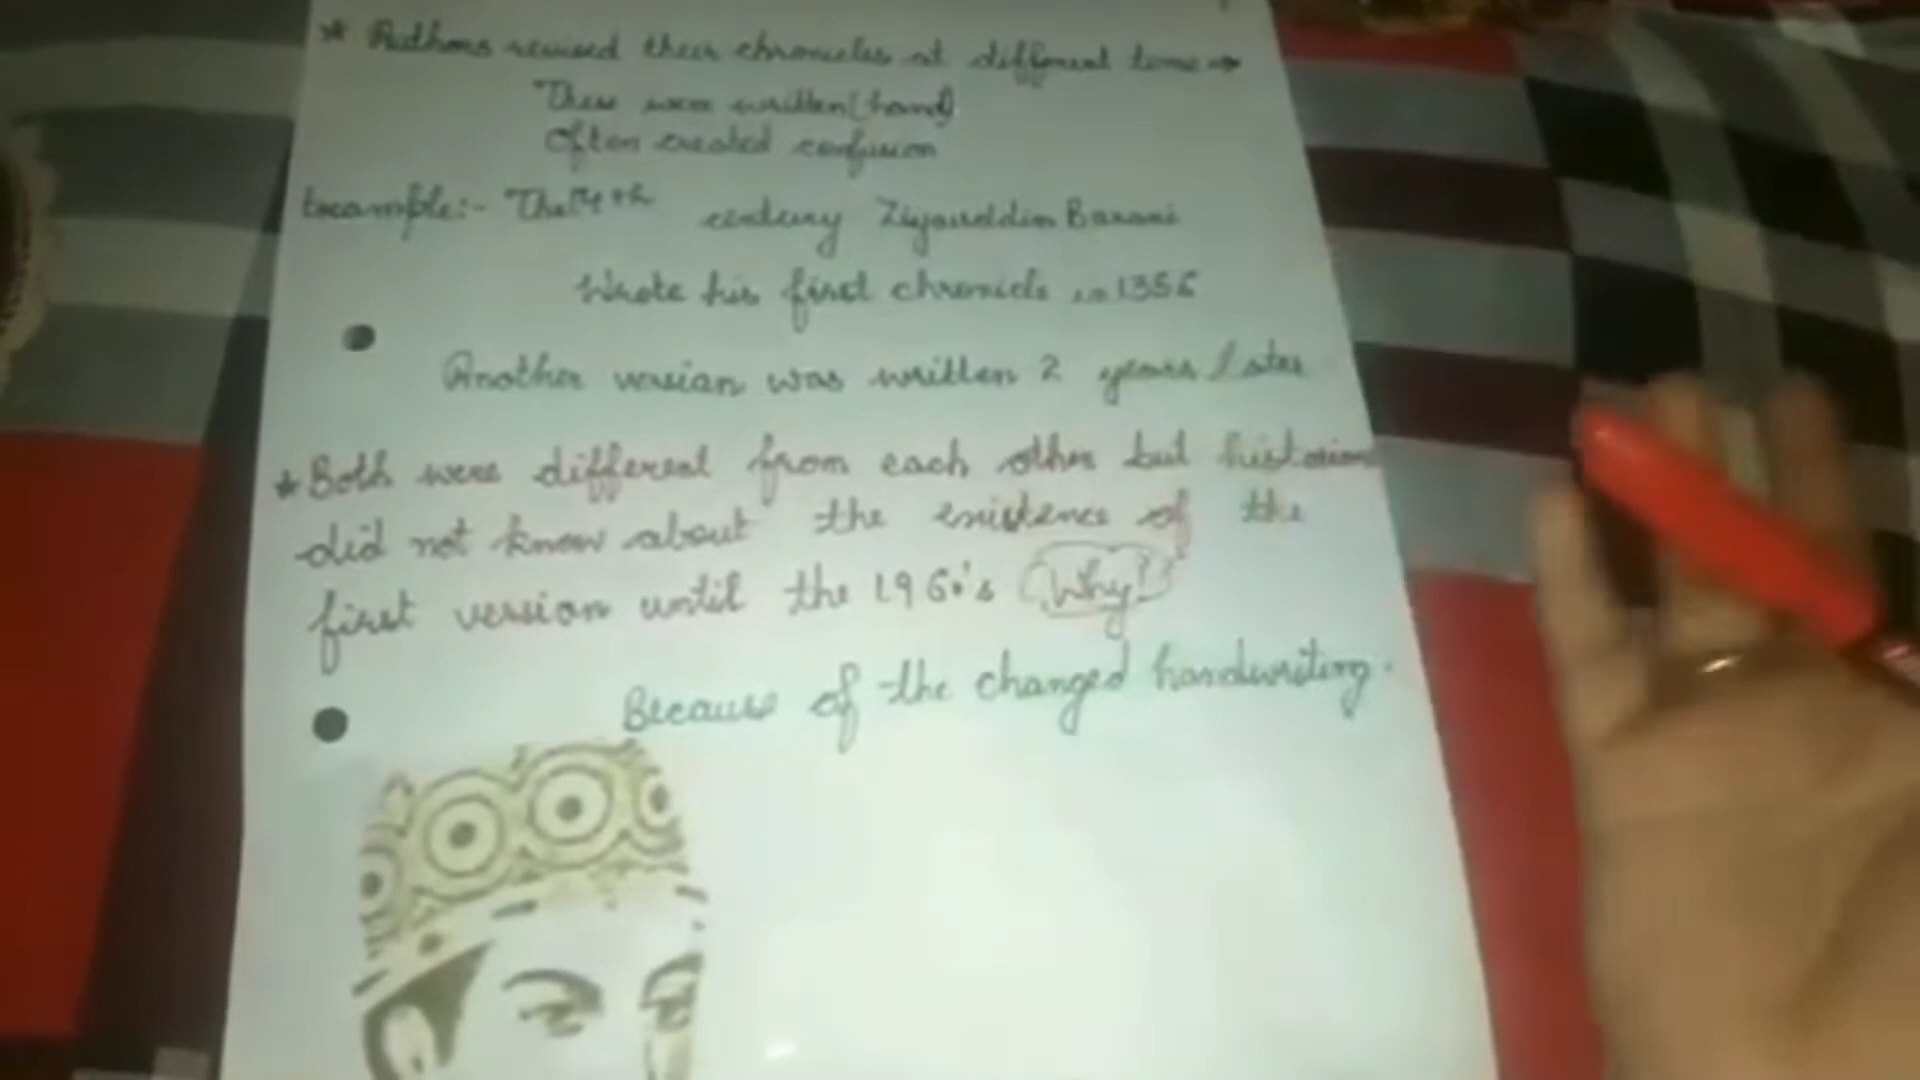 * Authors revised their chronicles at different time →
These were written (hand)
Often created confusion
Example:- The 14th century Ziyauddin Barani
Wrote his first chronicle in 1356
Another version was written 2 years later
* Both were different from each other but historians
did not know about the existence of the
first version until the 1960's Why?
Because of the changed handwriting.